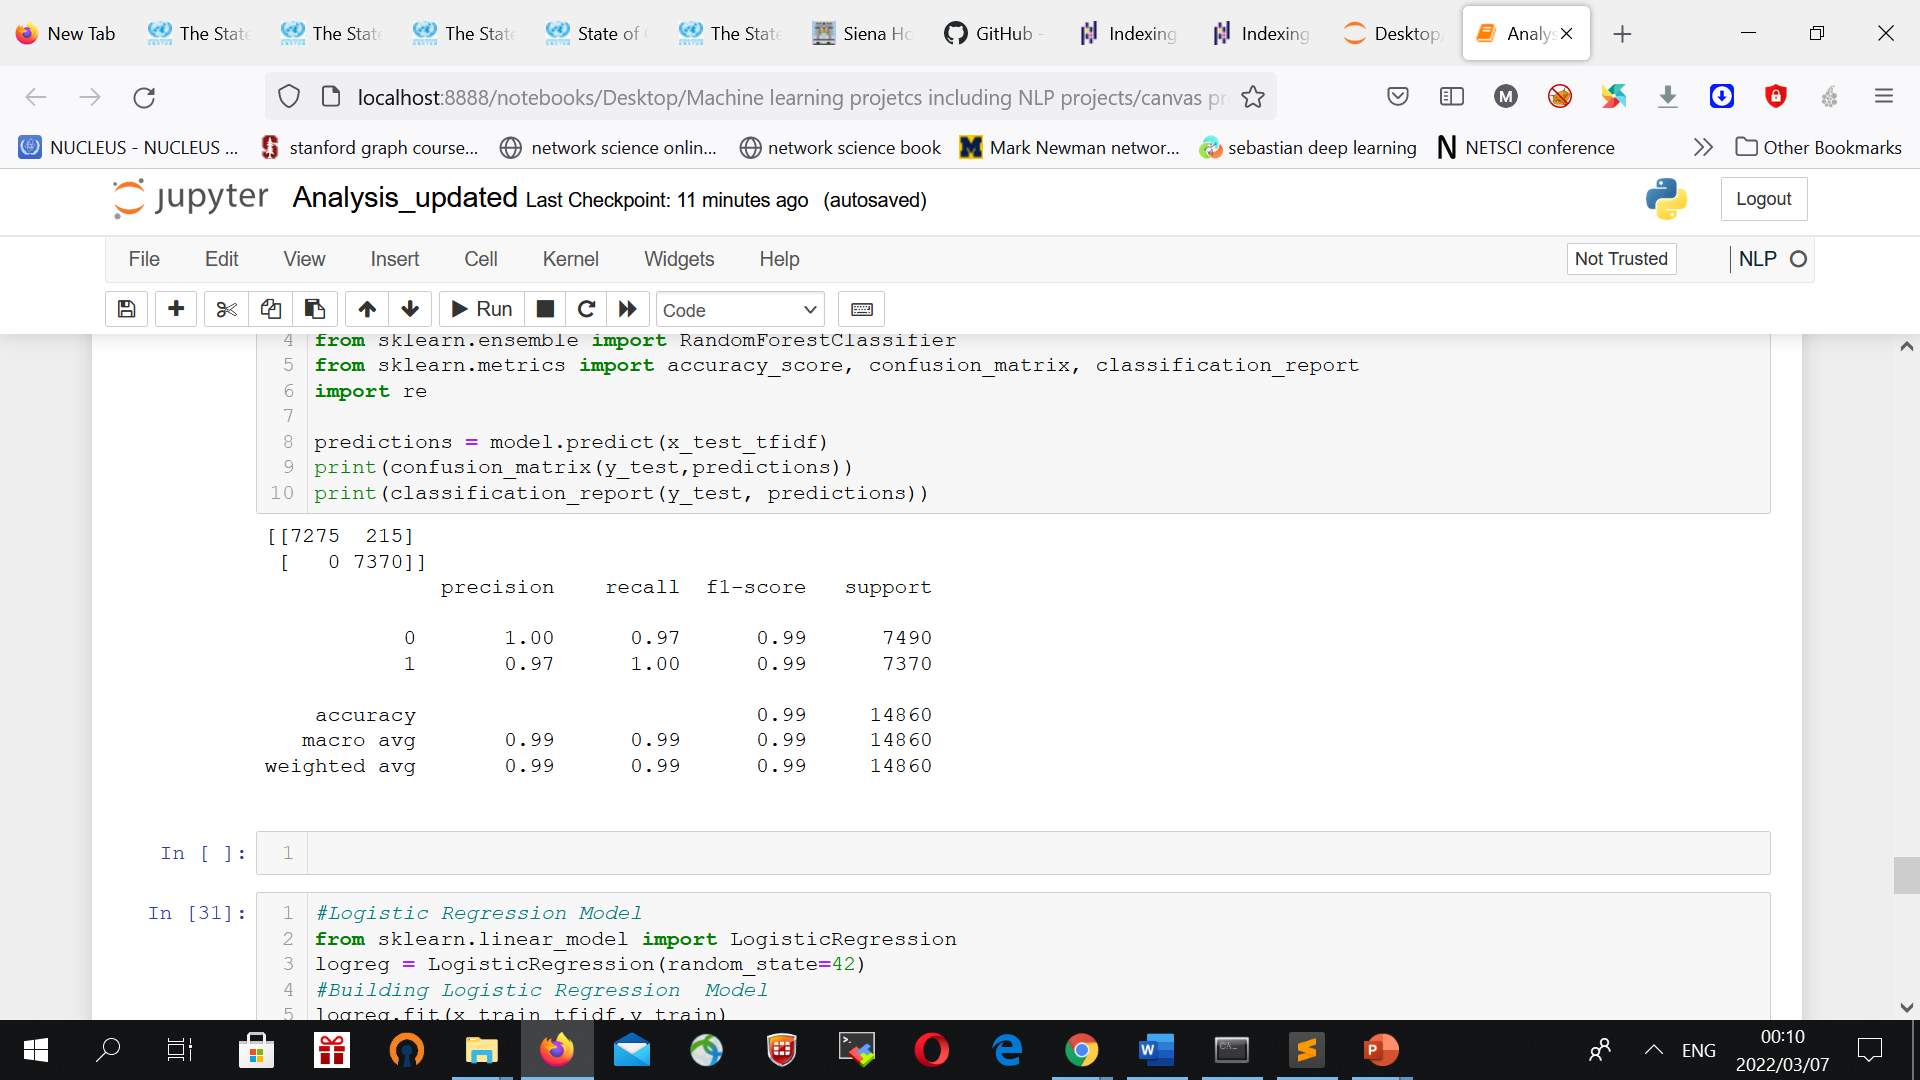 New Tab
The State
The State
The State
State of
The State
Siena Ho
GitHub -
Indexing
Indexing
Desktop/
Analys
localhost:8888/notebooks/Desktop/Machine learning projetcs including NLP projects/canvas pr
M
NUCLEUS - NUCLEUS ...
stanford graph course...
network science onlin...
network science book
Mark Newman networ...
sebastian deep learning
NETSCI conference
Other Bookmarks
jupyter
Analysis_updated Last Checkpoint: 11 minutes ago (autosaved)
Logout
File Edit View Insert Cell Kernel Widgets Help
Not Trusted
NLP
Run
Code
4 from sklearn.ensemble import RandomForestClassifier
5 from sklearn.metrics import accuracy_score, confusion_matrix, classification_report
6 import re
7
8 predictions = model.predict(x_test_tfidf)
9 print(confusion_matrix(y_test,predictions))
10 print(classification_report(y_test, predictions))
[[7275  215]
[   0 7370]]
precision recall f1-score support
0 1.00 0.97 0.99 7490
1 0.97 1.00 0.99 7370
accuracy 0.99 14860
macro avg 0.99 0.99 0.99 14860
weighted avg 0.99 0.99 0.99 14860
In [ ]: 1
In [31]: 1 #Logistic Regression Model
2 from sklearn.linear_model import LogisticRegression
3 logreg = LogisticRegression(random_state=42)
4 #Building Logistic Regression  Model
5 logreg.fit(x_train_tfidf,y_train)
ENG
00:10
2022/03/07